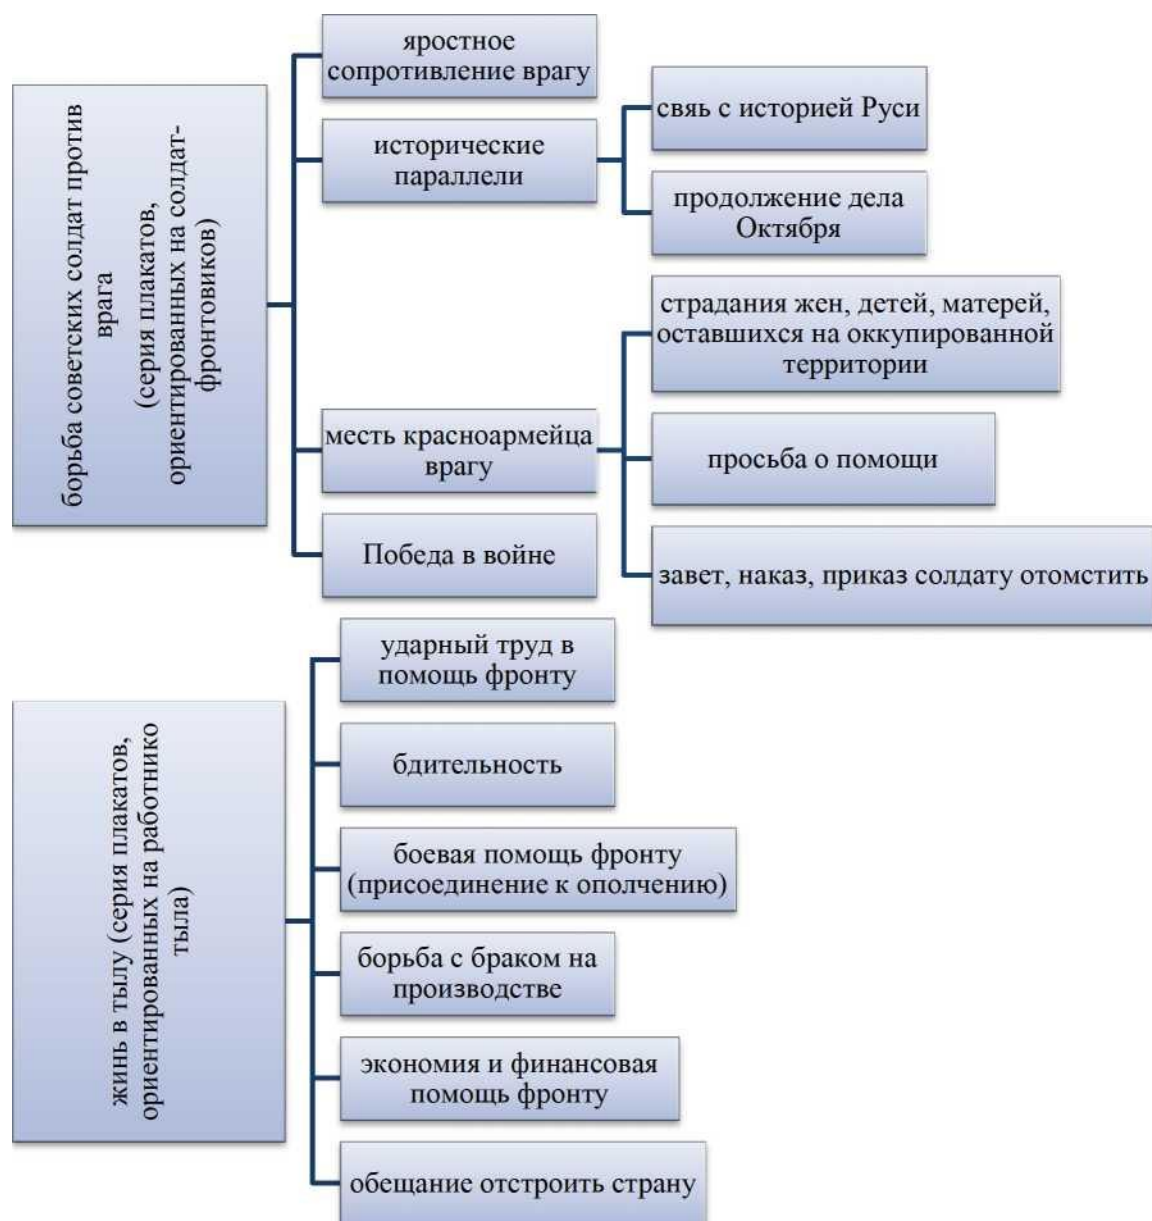 борьба советских солдат против
врага
(серия плакатов,
ориентированных на солдат-
фронтовиков)
яростное
сопротивление врагу
исторические
параллели
свяь с историей Руси
продолжение дела
Октября
месть красноармейца
врагу
страдания жен, детей, матерей,
оставшихся на оккупированной
территории
просьба о помощи
завет, наказ, приказ солдату отомстить
Победа в войне
жинь в тылу (серия плакатов,
ориентированных на работнико
тыла)
ударный труд в
помощь фронту
бдительность
боевая помощь фронту
(присоединение к ополчению)
борьба с браком на
производстве
экономия и финансовая
помощь фронту
обещание отстроить страну